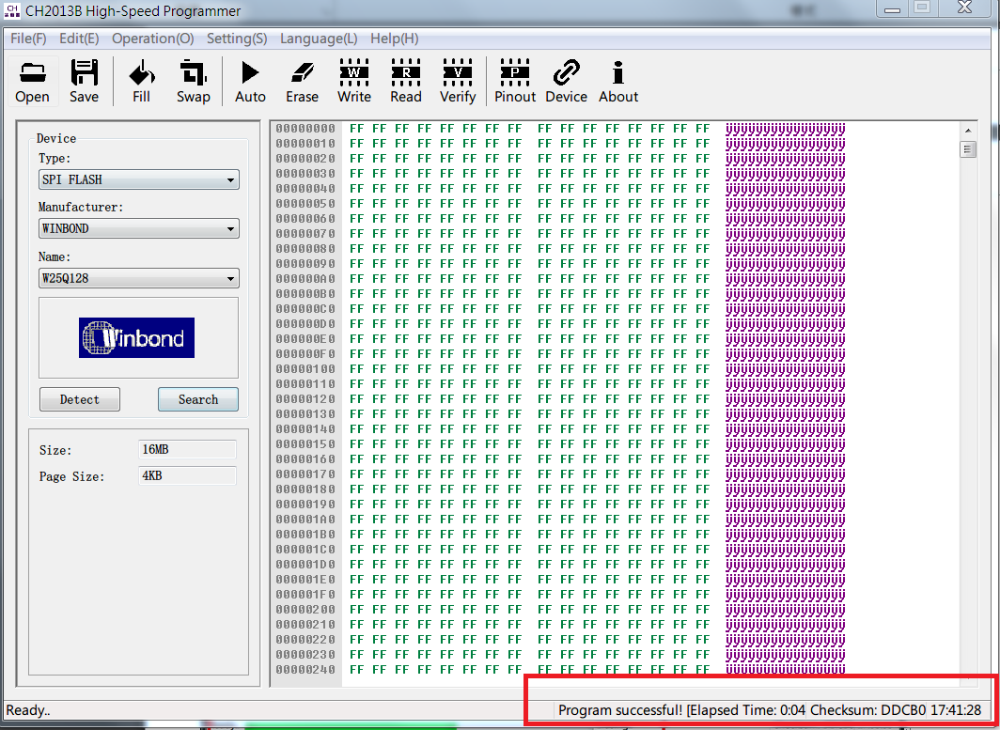 CH2013B High-Speed Programmer
File(F) Edit(E) Operation(O) Setting(S) Language(L) Help(H)
Open Save Fill Swap Auto Erase Write Read Verify Pinout Device About
Device
Type:
SPI FLASH
Manufacturer:
WINBOND
Name:
W25Q128
Winbond
Detect Search
Size: 16MB
Page Size: 4KB
00000000 FF FF FF FF FF FF FF FF FF FF FF FF FF FF FF FF ÿÿÿÿÿÿÿÿÿÿÿÿÿÿÿÿ
00000010 FF FF FF FF FF FF FF FF FF FF FF FF FF FF FF FF ÿÿÿÿÿÿÿÿÿÿÿÿÿÿÿÿ
00000020 FF FF FF FF FF FF FF FF FF FF FF FF FF FF FF FF ÿÿÿÿÿÿÿÿÿÿÿÿÿÿÿÿ
00000030 FF FF FF FF FF FF FF FF FF FF FF FF FF FF FF FF ÿÿÿÿÿÿÿÿÿÿÿÿÿÿÿÿ
00000040 FF FF FF FF FF FF FF FF FF FF FF FF FF FF FF FF ÿÿÿÿÿÿÿÿÿÿÿÿÿÿÿÿ
00000050 FF FF FF FF FF FF FF FF FF FF FF FF FF FF FF FF ÿÿÿÿÿÿÿÿÿÿÿÿÿÿÿÿ
00000060 FF FF FF FF FF FF FF FF FF FF FF FF FF FF FF FF ÿÿÿÿÿÿÿÿÿÿÿÿÿÿÿÿ
00000070 FF FF FF FF FF FF FF FF FF FF FF FF FF FF FF FF ÿÿÿÿÿÿÿÿÿÿÿÿÿÿÿÿ
00000080 FF FF FF FF FF FF FF FF FF FF FF FF FF FF FF FF ÿÿÿÿÿÿÿÿÿÿÿÿÿÿÿÿ
00000090 FF FF FF FF FF FF FF FF FF FF FF FF FF FF FF FF ÿÿÿÿÿÿÿÿÿÿÿÿÿÿÿÿ
000000A0 FF FF FF FF FF FF FF FF FF FF FF FF FF FF FF FF ÿÿÿÿÿÿÿÿÿÿÿÿÿÿÿÿ
000000B0 FF FF FF FF FF FF FF FF FF FF FF FF FF FF FF FF ÿÿÿÿÿÿÿÿÿÿÿÿÿÿÿÿ
000000C0 FF FF FF FF FF FF FF FF FF FF FF FF FF FF FF FF ÿÿÿÿÿÿÿÿÿÿÿÿÿÿÿÿ
000000D0 FF FF FF FF FF FF FF FF FF FF FF FF FF FF FF FF ÿÿÿÿÿÿÿÿÿÿÿÿÿÿÿÿ
000000E0 FF FF FF FF FF FF FF FF FF FF FF FF FF FF FF FF ÿÿÿÿÿÿÿÿÿÿÿÿÿÿÿÿ
000000F0 FF FF FF FF FF FF FF FF FF FF FF FF FF FF FF FF ÿÿÿÿÿÿÿÿÿÿÿÿÿÿÿÿ
00000100 FF FF FF FF FF FF FF FF FF FF FF FF FF FF FF FF ÿÿÿÿÿÿÿÿÿÿÿÿÿÿÿÿ
00000110 FF FF FF FF FF FF FF FF FF FF FF FF FF FF FF FF ÿÿÿÿÿÿÿÿÿÿÿÿÿÿÿÿ
00000120 FF FF FF FF FF FF FF FF FF FF FF FF FF FF FF FF ÿÿÿÿÿÿÿÿÿÿÿÿÿÿÿÿ
00000130 FF FF FF FF FF FF FF FF FF FF FF FF FF FF FF FF ÿÿÿÿÿÿÿÿÿÿÿÿÿÿÿÿ
00000140 FF FF FF FF FF FF FF FF FF FF FF FF FF FF FF FF ÿÿÿÿÿÿÿÿÿÿÿÿÿÿÿÿ
00000150 FF FF FF FF FF FF FF FF FF FF FF FF FF FF FF FF ÿÿÿÿÿÿÿÿÿÿÿÿÿÿÿÿ
00000160 FF FF FF FF FF FF FF FF FF FF FF FF FF FF FF FF ÿÿÿÿÿÿÿÿÿÿÿÿÿÿÿÿ
00000170 FF FF FF FF FF FF FF FF FF FF FF FF FF FF FF FF ÿÿÿÿÿÿÿÿÿÿÿÿÿÿÿÿ
00000180 FF FF FF FF FF FF FF FF FF FF FF FF FF FF FF FF ÿÿÿÿÿÿÿÿÿÿÿÿÿÿÿÿ
00000190 FF FF FF FF FF FF FF FF FF FF FF FF FF FF FF FF ÿÿÿÿÿÿÿÿÿÿÿÿÿÿÿÿ
000001A0 FF FF FF FF FF FF FF FF FF FF FF FF FF FF FF FF ÿÿÿÿÿÿÿÿÿÿÿÿÿÿÿÿ
000001B0 FF FF FF FF FF FF FF FF FF FF FF FF FF FF FF FF ÿÿÿÿÿÿÿÿÿÿÿÿÿÿÿÿ
000001C0 FF FF FF FF FF FF FF FF FF FF FF FF FF FF FF FF ÿÿÿÿÿÿÿÿÿÿÿÿÿÿÿÿ
000001D0 FF FF FF FF FF FF FF FF FF FF FF FF FF FF FF FF ÿÿÿÿÿÿÿÿÿÿÿÿÿÿÿÿ
000001E0 FF FF FF FF FF FF FF FF FF FF FF FF FF FF FF FF ÿÿÿÿÿÿÿÿÿÿÿÿÿÿÿÿ
000001F0 FF FF FF FF FF FF FF FF FF FF FF FF FF FF FF FF ÿÿÿÿÿÿÿÿÿÿÿÿÿÿÿÿ
00000200 FF FF FF FF FF FF FF FF FF FF FF FF FF FF FF FF ÿÿÿÿÿÿÿÿÿÿÿÿÿÿÿÿ
00000210 FF FF FF FF FF FF FF FF FF FF FF FF FF FF FF FF ÿÿÿÿÿÿÿÿÿÿÿÿÿÿÿÿ
00000220 FF FF FF FF FF FF FF FF FF FF FF FF FF FF FF FF ÿÿÿÿÿÿÿÿÿÿÿÿÿÿÿÿ
00000230 FF FF FF FF FF FF FF FF FF FF FF FF FF FF FF FF ÿÿÿÿÿÿÿÿÿÿÿÿÿÿÿÿ
00000240 FF FF FF FF FF FF FF FF FF FF FF FF FF FF FF FF ÿÿÿÿÿÿÿÿÿÿÿÿÿÿÿÿ
Ready.. Program successful! [Elapsed Time: 0:04 Checksum: DDCB0 17:41:28